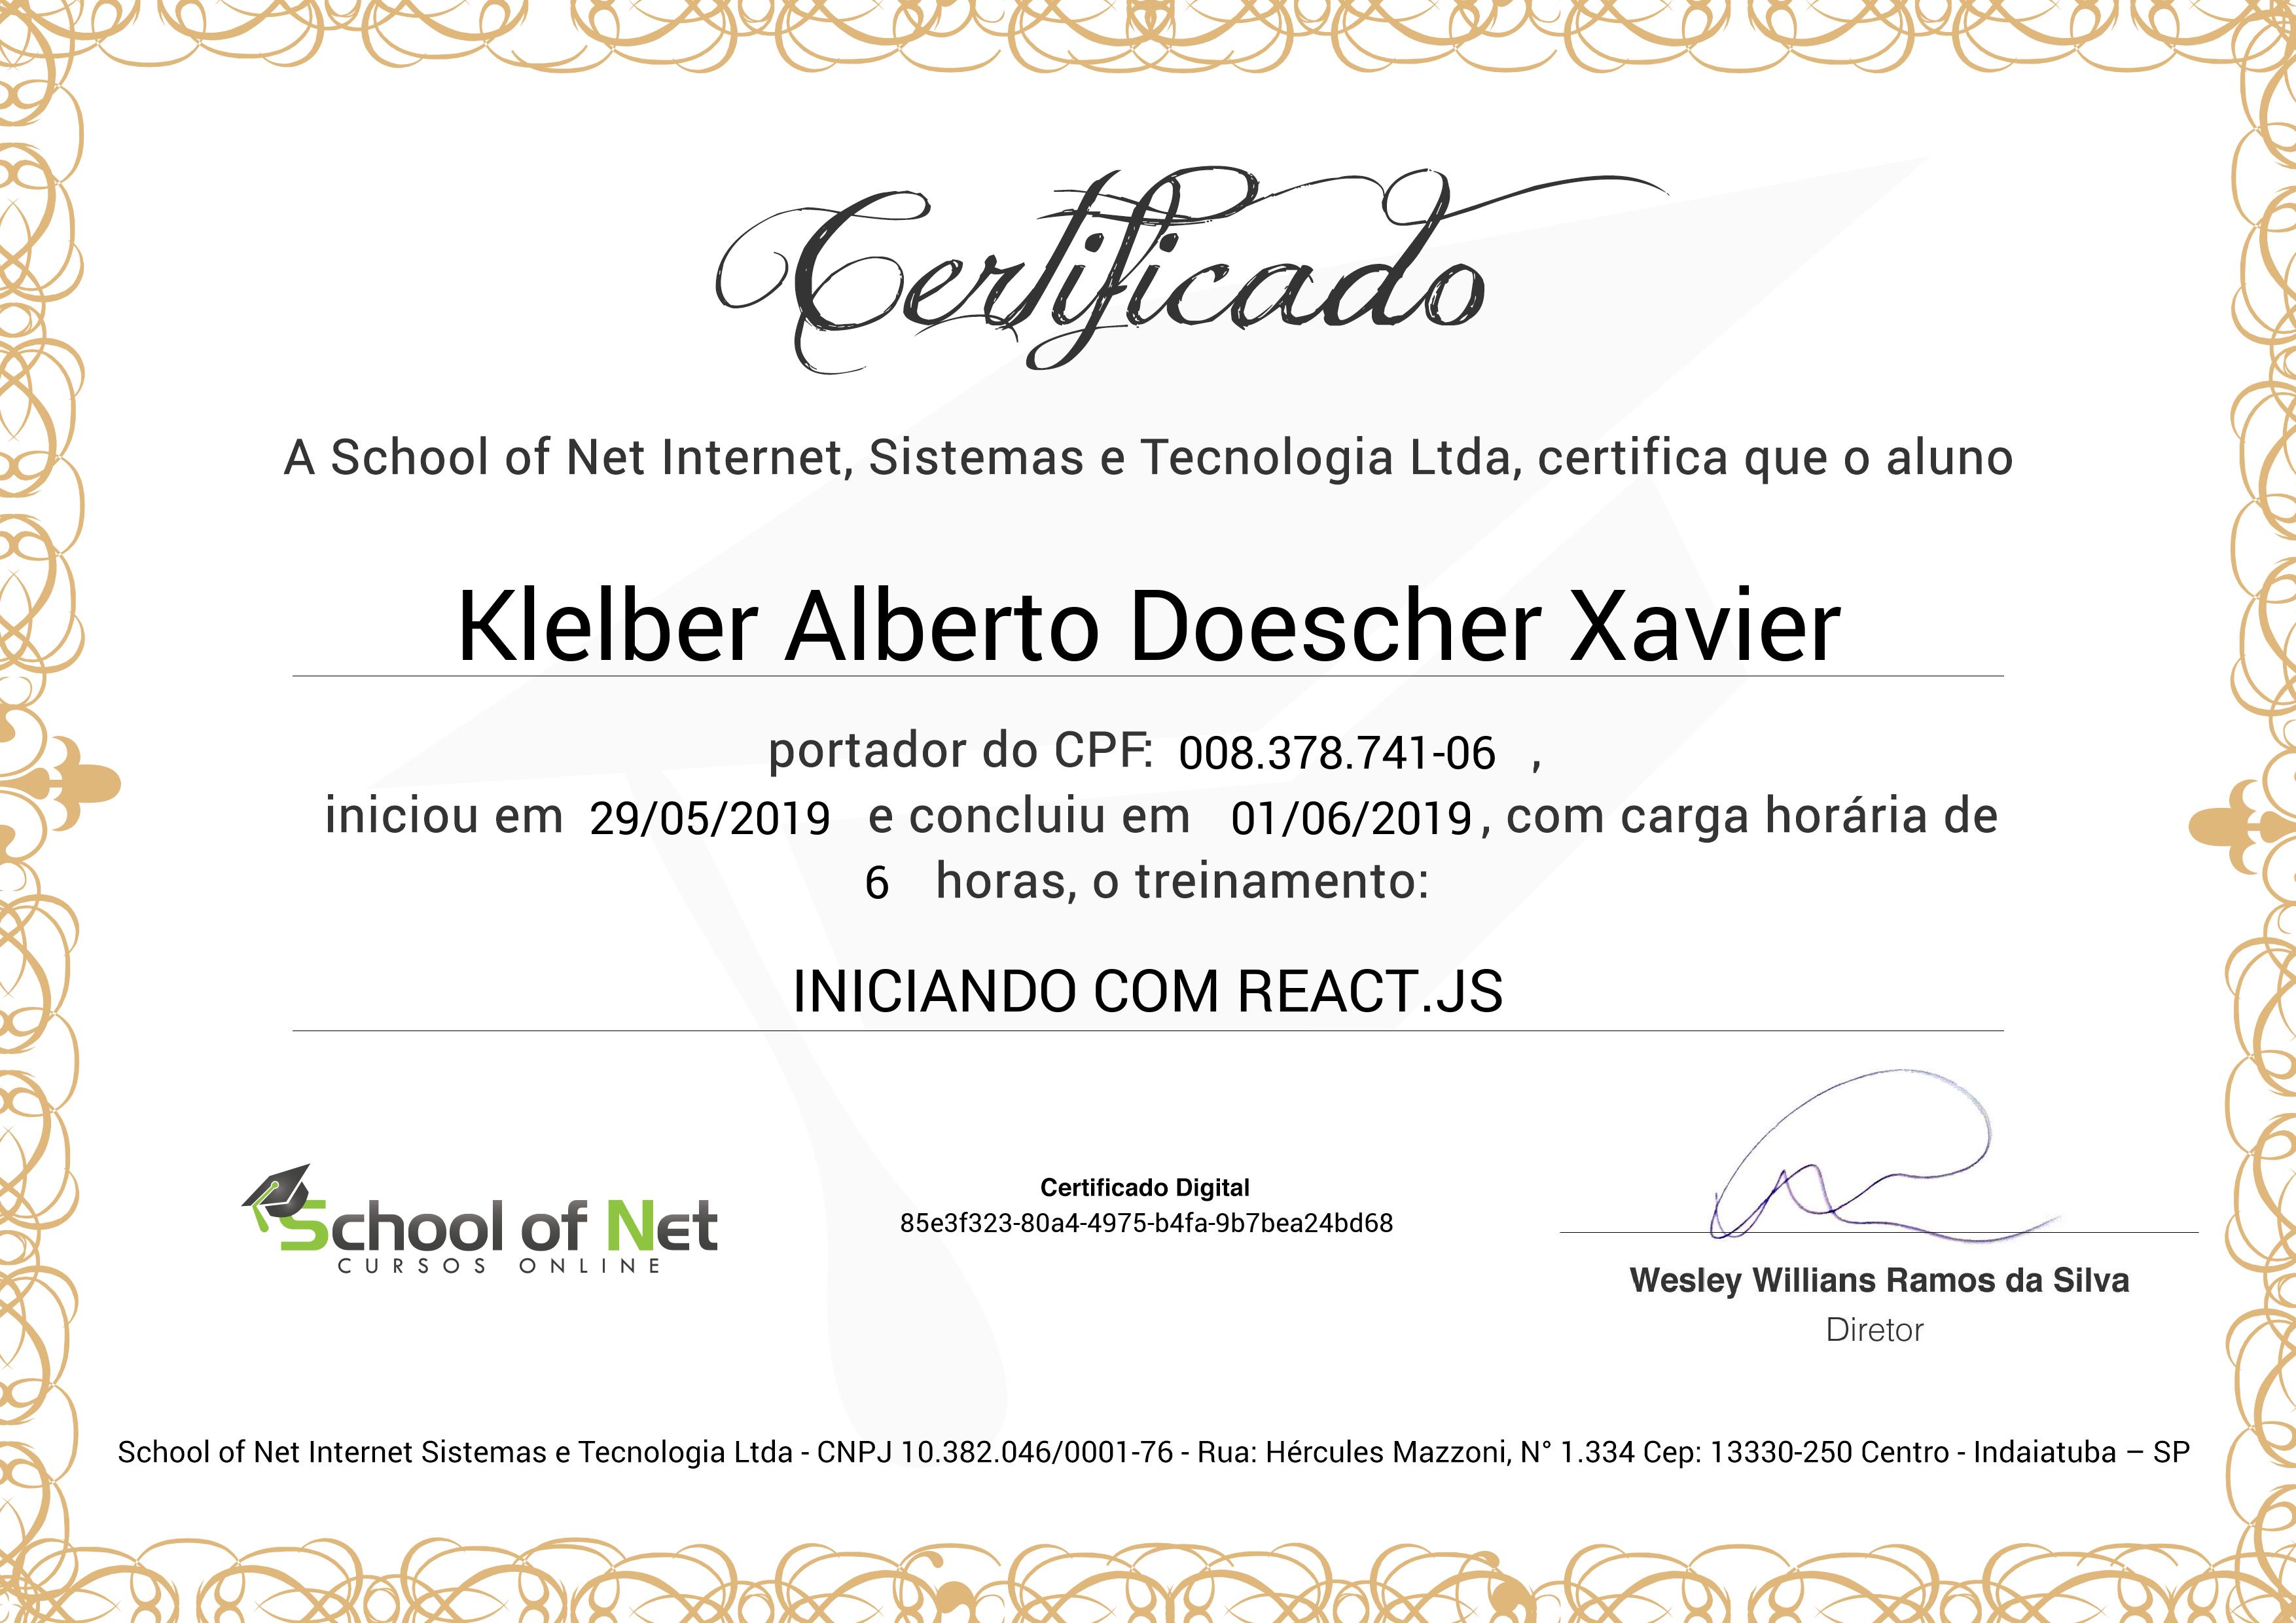 Certificado
A School of Net Internet, Sistemas e Tecnologia Ltda, certifica que o aluno
Klelber Alberto Doescher Xavier
portador do CPF: 008.378.741-06 ,
iniciou em 29/05/2019 e concluiu em 01/06/2019, com carga horária de
6 horas, o treinamento:
INICIANDO COM REACT.JS
School of Net
CURSOS ONLINE
Certificado Digital
85e3f323-80a4-4975-b4fa-9b7bea24bd68
Wesley Willians Ramos da Silva
Diretor
School of Net Internet Sistemas e Tecnologia Ltda - CNPJ 10.382.046/0001-76 - Rua: Hércules Mazzoni, N° 1.334 Cep: 13330-250 Centro - Indaiatuba – SP